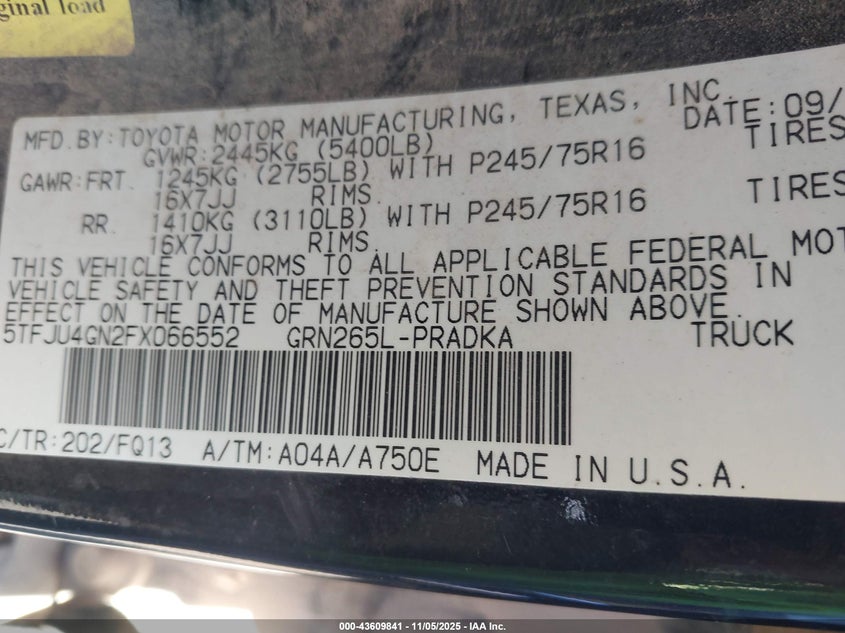 ginal load
MFD.BY:TOYOTA MOTOR MANUFACTURING, TEXAS, INC. DATE:09/
GVWR:2445KG (5400LB)
GAWR:FRT. 1245KG (2755LB) WITH P245/75R16 TIRES
16X7JJ RIMS.
RR. 1410KG (3110LB) WITH P245/75R16 TIRES
16X7JJ RIMS.
THIS VEHICLE CONFORMS TO ALL APPLICABLE FEDERAL MOT
VEHICLE SAFETY AND THEFT PREVENTION STANDARDS IN
EFFECT ON THE DATE OF MANUFACTURE SHOWN ABOVE.
5TFJU4GN2FX066552 GRN265L-PRADKA TRUCK
C/TR:202/FQ13 A/TM:A04A/A750E MADE IN U.S.A.
000-43609841 - 11/05/2025 - IAA Inc.